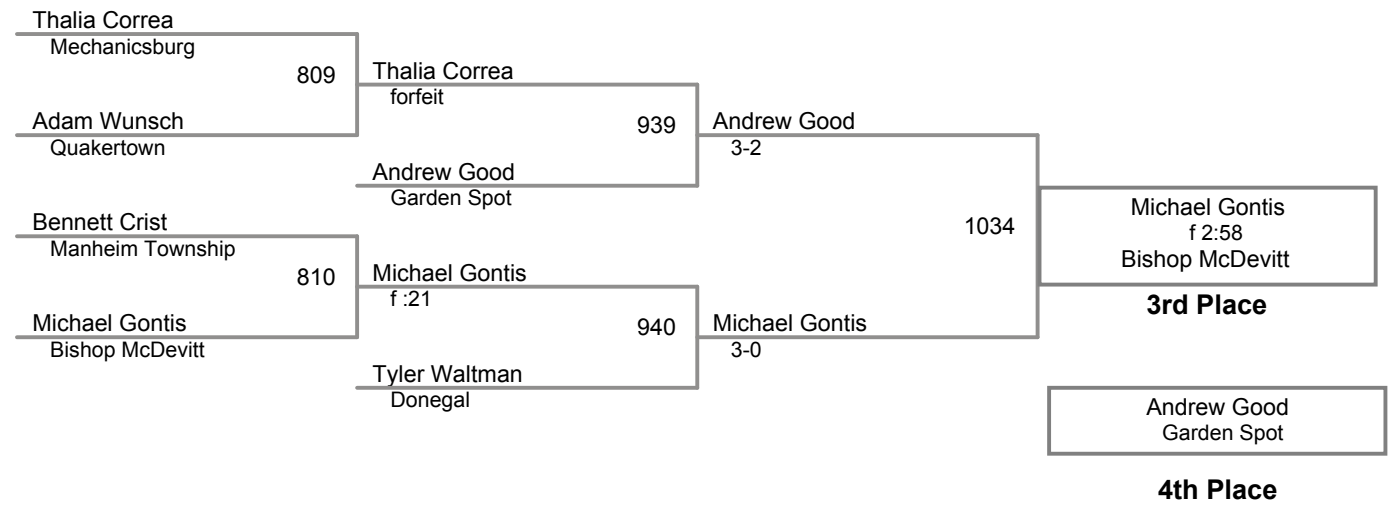 Thalia Correa
Mechanicsburg
809
Thalia Correa
forfeit
Adam Wunsch
Quakertown
939
Andrew Good
3-2
Andrew Good
Garden Spot
Bennett Crist
Manheim Township
810
Michael Gontis
f :21
Michael Gontis
Bishop McDevitt
940
Michael Gontis
3-0
Tyler Waltman
Donegal
1034
Michael Gontis
f 2:58
Bishop McDevitt
3rd Place
Andrew Good
Garden Spot
4th Place